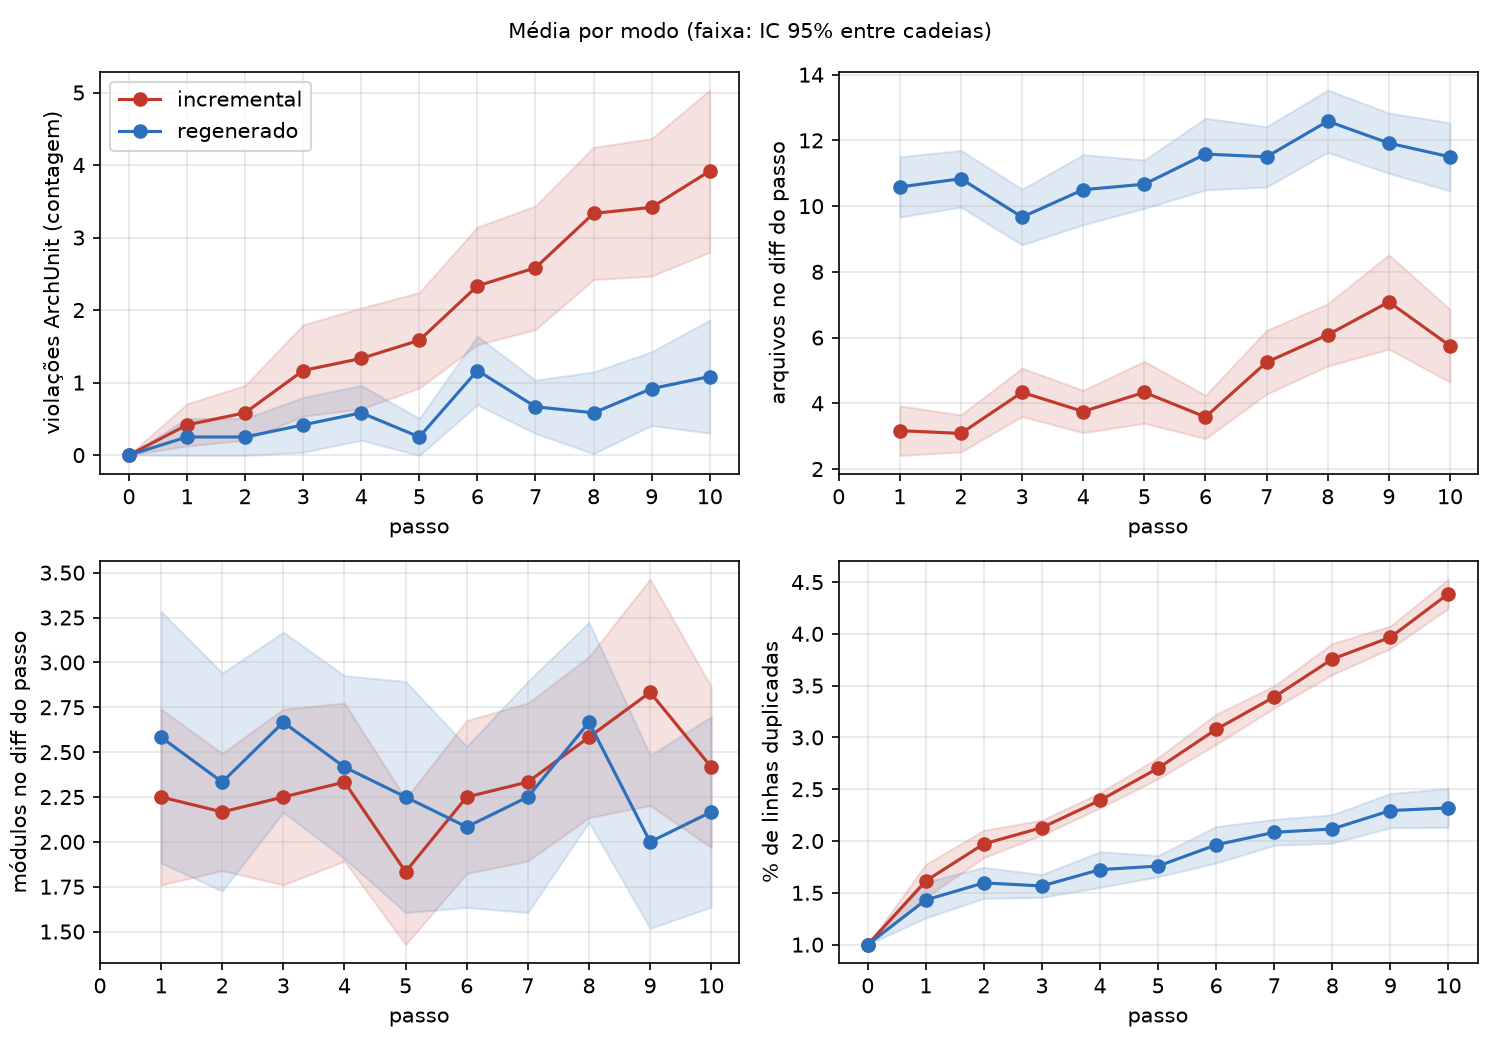 Média por modo (faixa: IC 95% entre cadeias)
violações ArchUnit (contagem)
5
4
3
2
1
0
incremental
regenerado
0 1 2 3 4 5 6 7 8 9 10
passo
arquivos no diff do passo
14
12
10
8
6
4
2
0 1 2 3 4 5 6 7 8 9 10
passo
módulos no diff do passo
3.50
3.25
3.00
2.75
2.50
2.25
2.00
1.75
1.50
0 1 2 3 4 5 6 7 8 9 10
passo
% de linhas duplicadas
4.5
4.0
3.5
3.0
2.5
2.0
1.5
1.0
0 1 2 3 4 5 6 7 8 9 10
passo